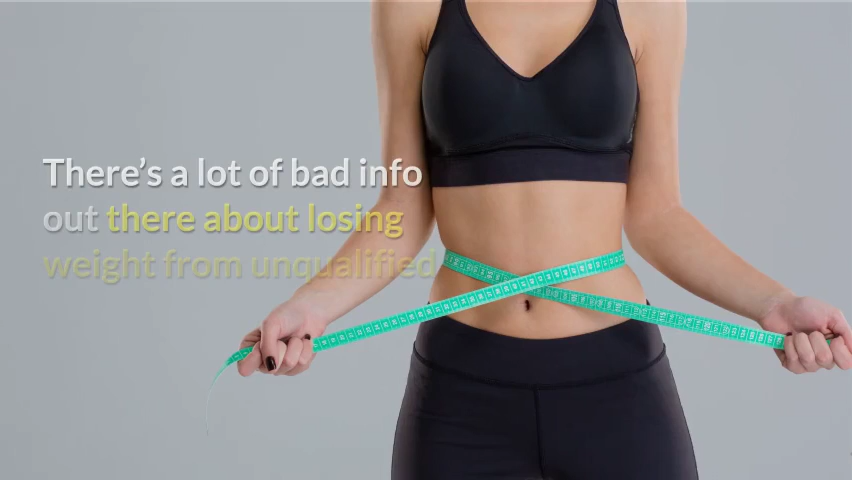 There’s a lot of bad info
out there about losing
weight from unqualified